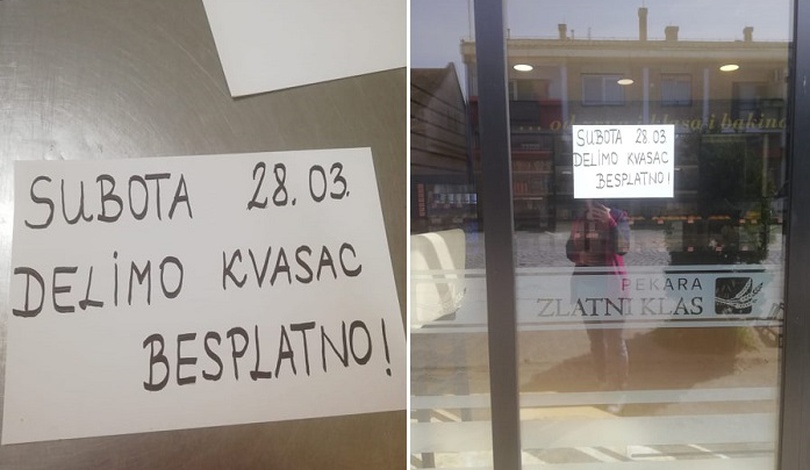 SUBOTA 28.03.
DELIMO KVASAC
BESPLATNO!
SUBOTA 28.03
DELIMO KVASAC
BESPLATNO!
PEKARA
ZLATNI KLAS